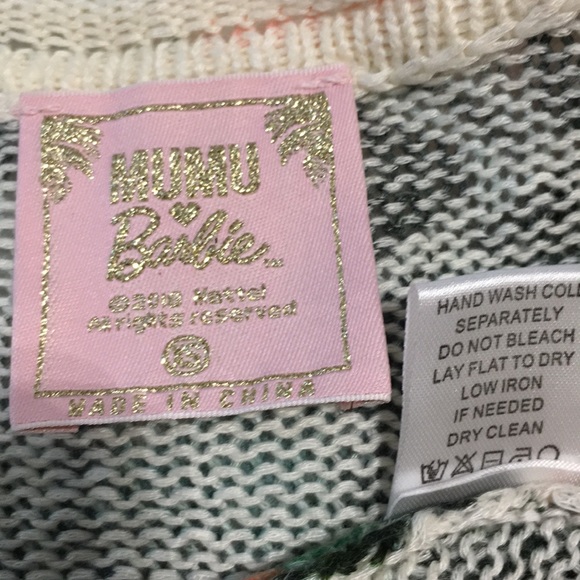 MUMU
Barbie
Mattel
All rights reserved
MADE IN CHINA
HAND WASH COLD
SEPARATELY
DO NOT BLEACH
LAY FLAT TO DRY
LOW IRON
IF NEEDED
DRY CLEAN